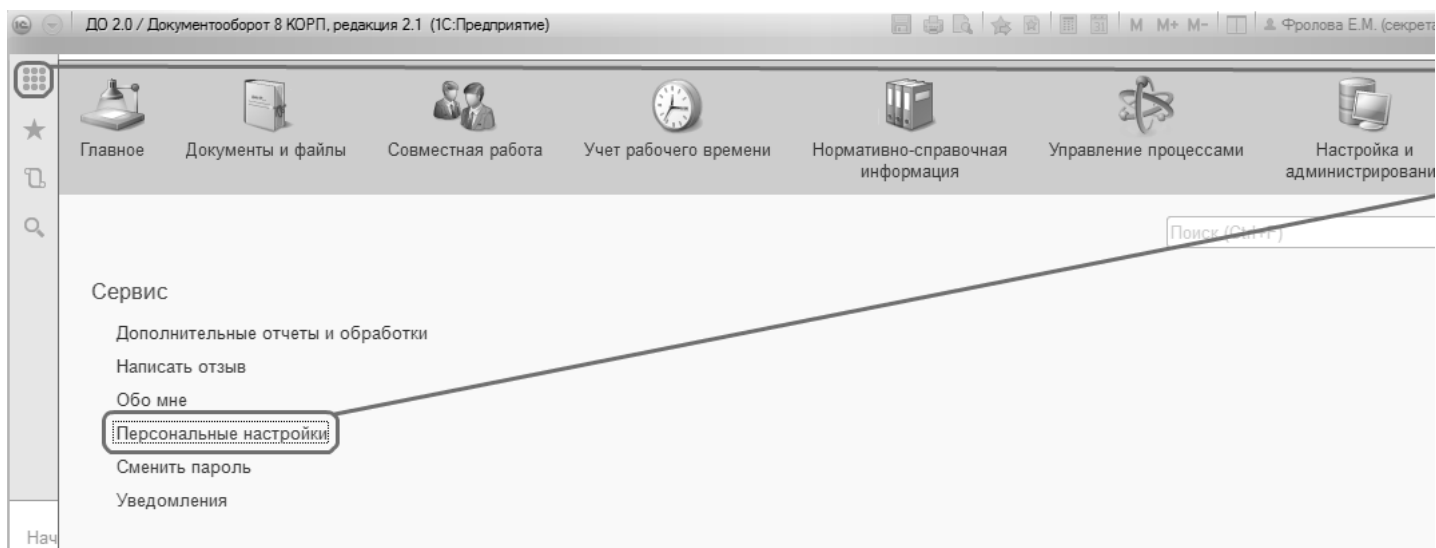 1С ДО 2.0 / Документооборот 8 КОРП, редакция 2.1 (1С:Предприятие) 31 M M+ M- Фролова Е.М. (секрета
Главное Документы и файлы Совместная работа Учет рабочего времени Нормативно-справочная информация Управление процессами Настройка и администрировани
Поиск (Ctrl+F)
Сервис
Дополнительные отчеты и обработки
Написать отзыв
Обо мне
Персональные настройки
Сменить пароль
Уведомления
Нач